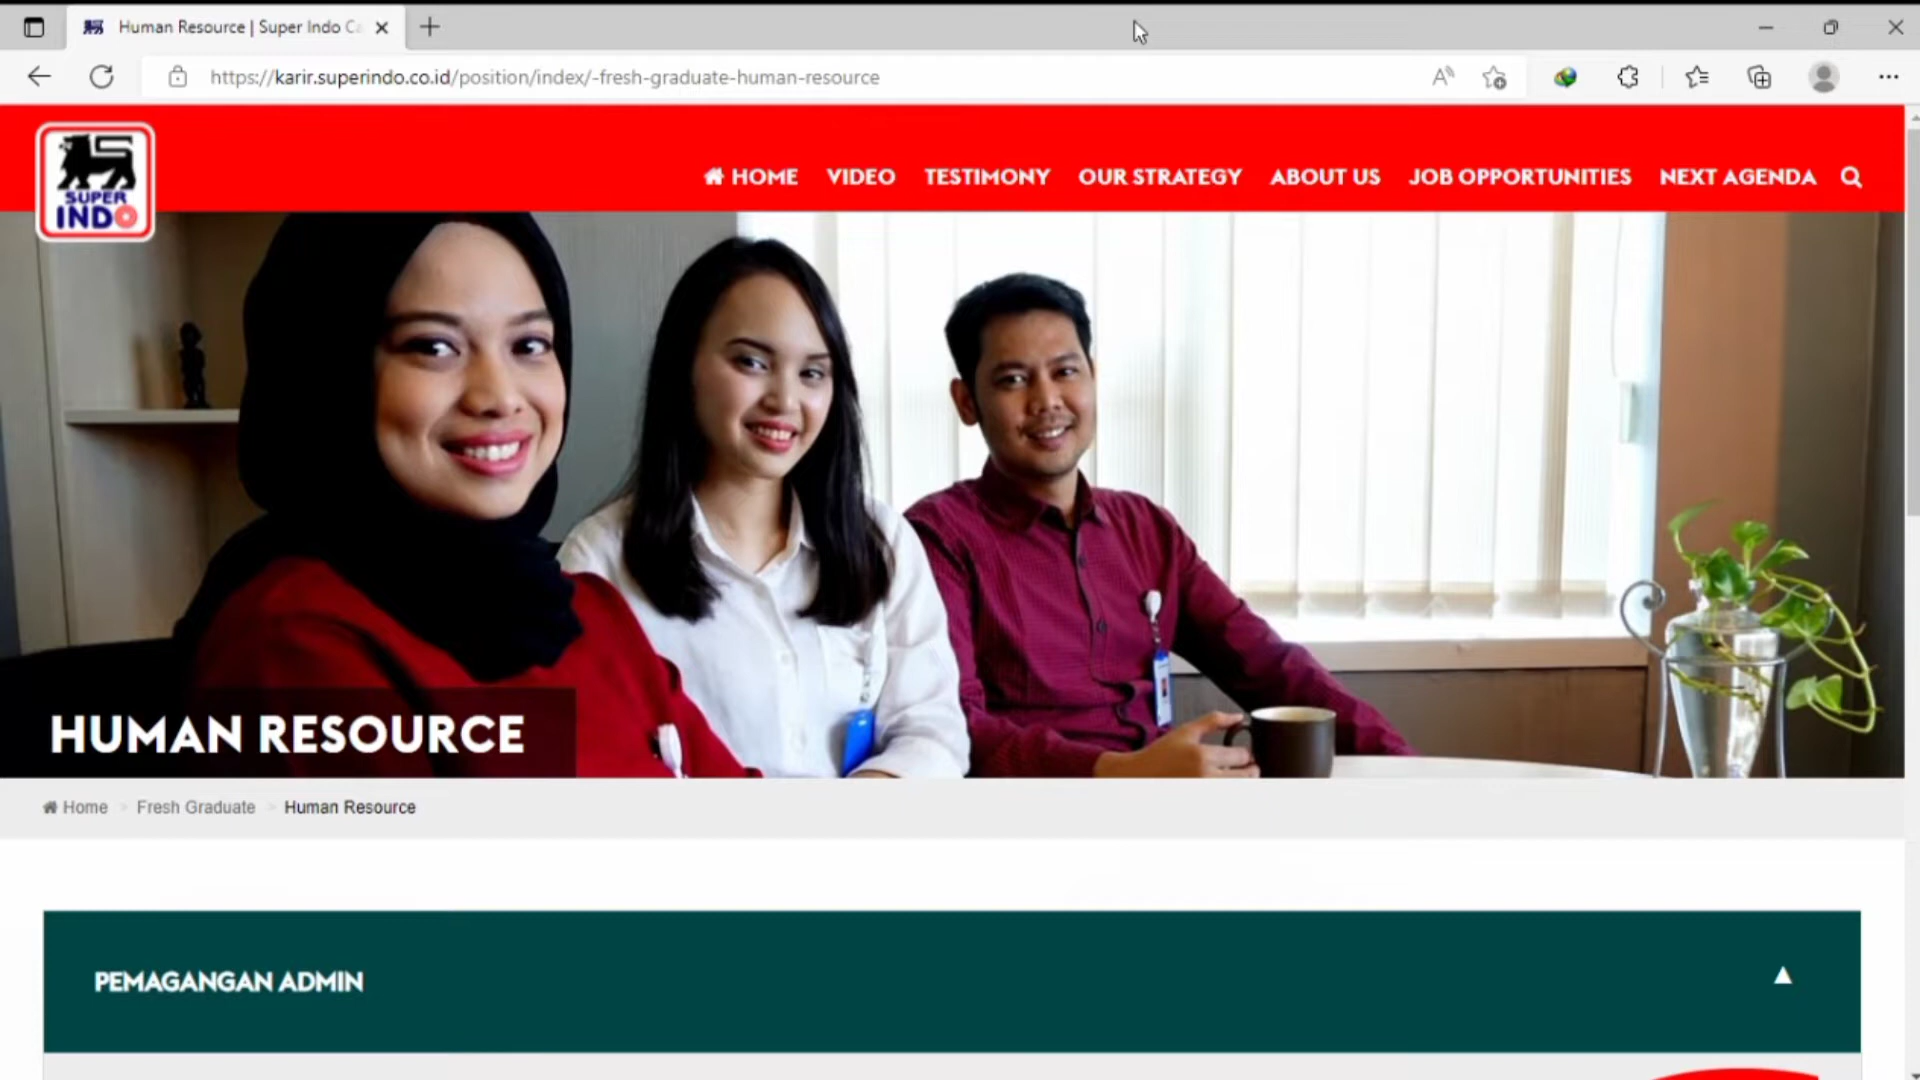 Human Resource | Super Indo Ca
https://karir.superindo.co.id/position/index/-fresh-graduate-human-resource
SUPER
INDO
HOME VIDEO TESTIMONY OUR STRATEGY ABOUT US JOB OPPORTUNITIES NEXT AGENDA
HUMAN RESOURCE
Home > Fresh Graduate > Human Resource
PEMAGANGAN ADMIN